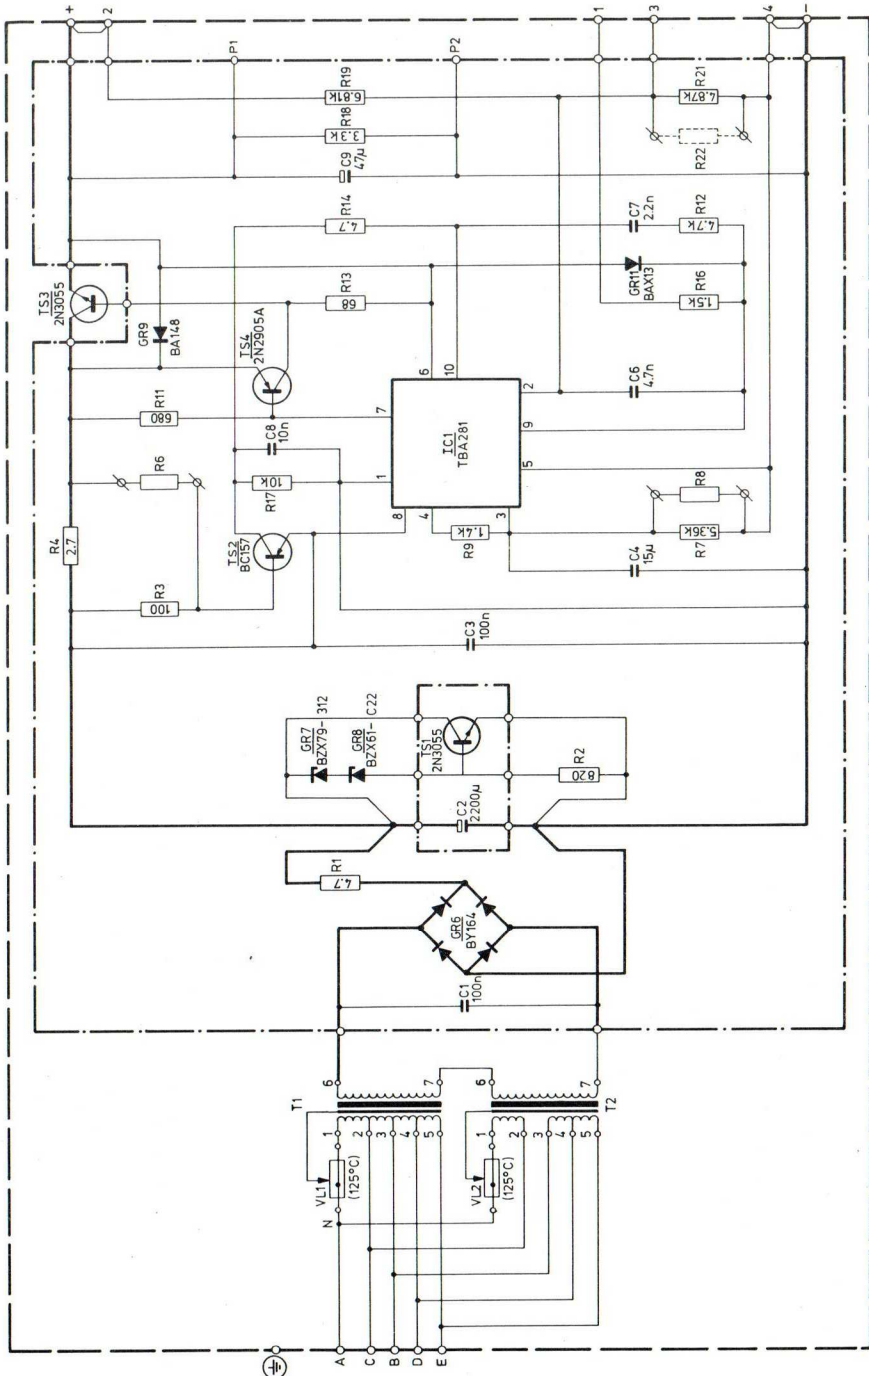 +
2
P1
P2
1
3
4
−
R19
6.81k
R18
3.3k
C9
47µ
R21
4.87k
R22
R14
4.7
C7
2.2n
R12
4.7k
TS3
2N3055
GR9
BA148
R13
68
GR11
BAX13
R16
1.5k
TS4
2N2905A
R11
680
C8
10n
6
10
7
IC1
TBA281
2
1
9
5
8
4
3
C6
4.7n
R6
R17
10k
R9
1.4k
R8
R7
5.36k
C4
15µ
R4
2.7
TS2
BC157
R3
100
C3
100n
GR7
BZX79- 312
GR8
BZX61- C22
TS1
2N3055
R2
820
C2
2200µ
R1
4.7
GR6
BY164
C1
100n
T1
6
7
6
7
T2
1
2
3
4
5
1
2
3
4
5
VL1
(125°C)
VL2
(125°C)
N
A
C
B
D
E